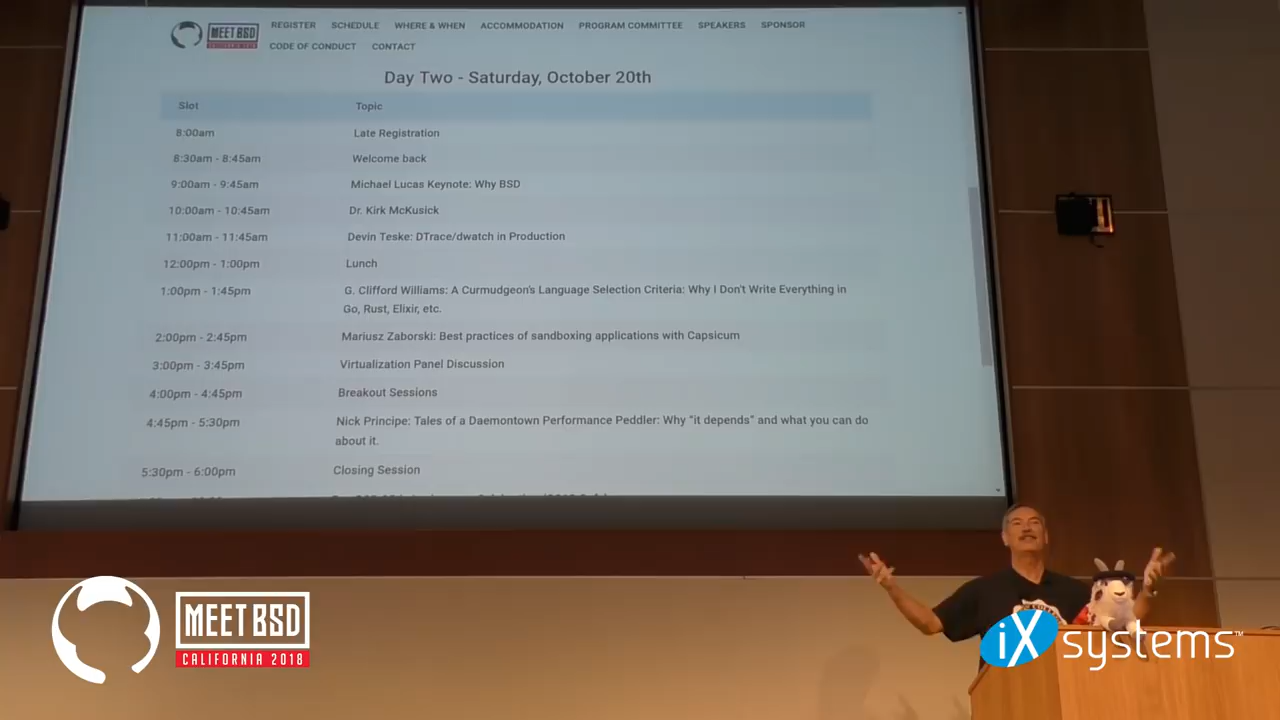 MEET BSD
CALIFORNIA 2018
REGISTER SCHEDULE WHERE & WHEN ACCOMMODATION PROGRAM COMMITTEE SPEAKERS SPONSOR
CODE OF CONDUCT CONTACT
Day Two - Saturday, October 20th
Slot Topic
8:00am Late Registration
8:30am - 8:45am Welcome back
9:00am - 9:45am Michael Lucas Keynote: Why BSD
10:00am - 10:45am Dr. Kirk McKusick
11:00am - 11:45am Devin Teske: DTrace/dwatch in Production
12:00pm - 1:00pm Lunch
1:00pm - 1:45pm G. Clifford Williams: A Curmudgeon's Language Selection Criteria: Why I Don't Write Everything in
Go, Rust, Elixir, etc.
2:00pm - 2:45pm Mariusz Zaborski: Best practices of sandboxing applications with Capsicum
3:00pm - 3:45pm Virtualization Panel Discussion
4:00pm - 4:45pm Breakout Sessions
4:45pm - 5:30pm Nick Principe: Tales of a Daemontown Performance Peddler: Why "it depends" and what you can do
about it.
5:30pm - 6:00pm Closing Session
MEET BSD
CALIFORNIA 2018
iX systems™